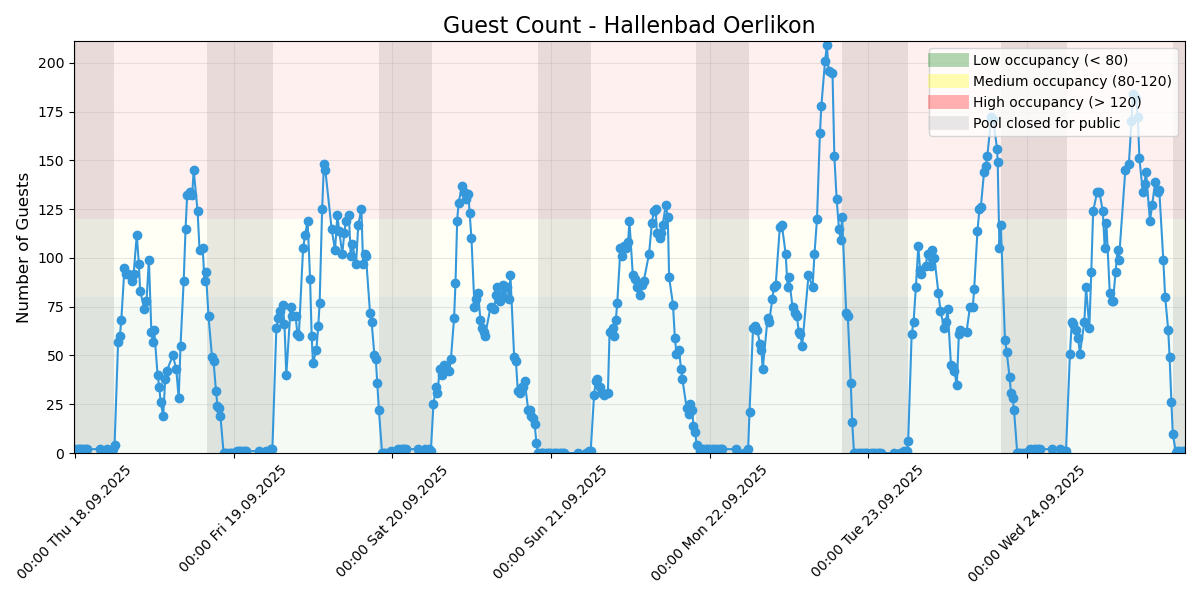 Guest Count - Hallenbad Oerlikon
Number of Guests
200
175
150
125
100
75
50
25
0
Low occupancy (< 80)
Medium occupancy (80-120)
High occupancy (> 120)
Pool closed for public
00:00 Thu 18.09.2025
00:00 Fri 19.09.2025
00:00 Sat 20.09.2025
00:00 Sun 21.09.2025
00:00 Mon 22.09.2025
00:00 Tue 23.09.2025
00:00 Wed 24.09.2025